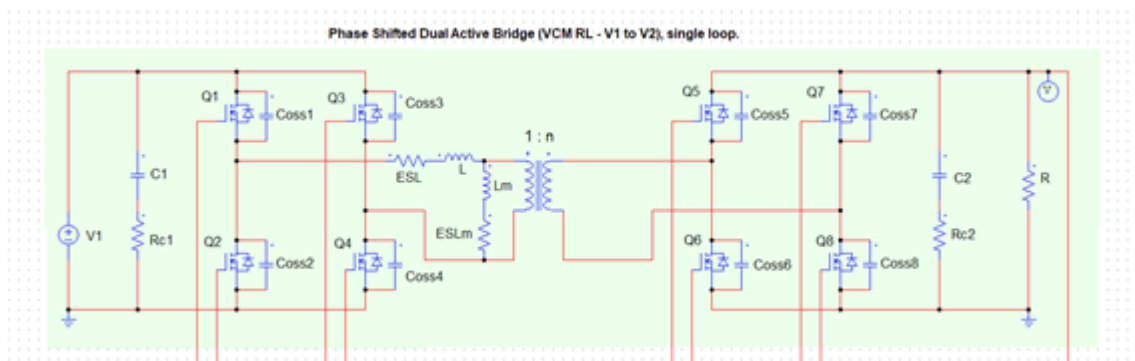 Phase Shifted Dual Active Bridge (VCM RL - V1 to V2), single loop.
Q1 Coss1 Q3 Coss3 Q5 Coss5 Q7 Coss7 V
1 : n
C1 ESL L Lm C2 R
V1 Rc1 Q2 Coss2 Q4 Coss4 ESLm Q6 Coss6 Q8 Coss8 Rc2